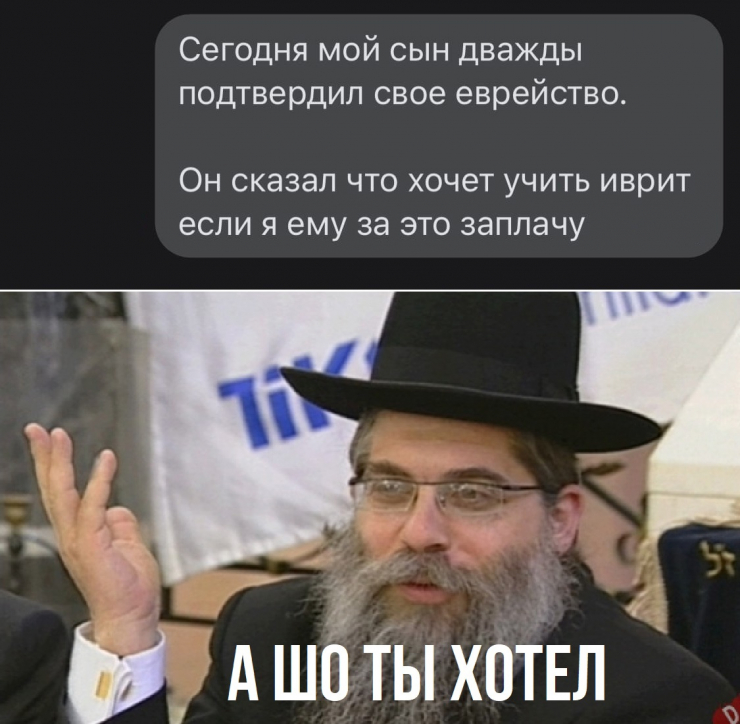 Сегодня мой сын дважды
подтвердил свое еврейство.
Он сказал что хочет учить иврит
если я ему за это заплачу
А ШО ТЫ ХОТЕЛ